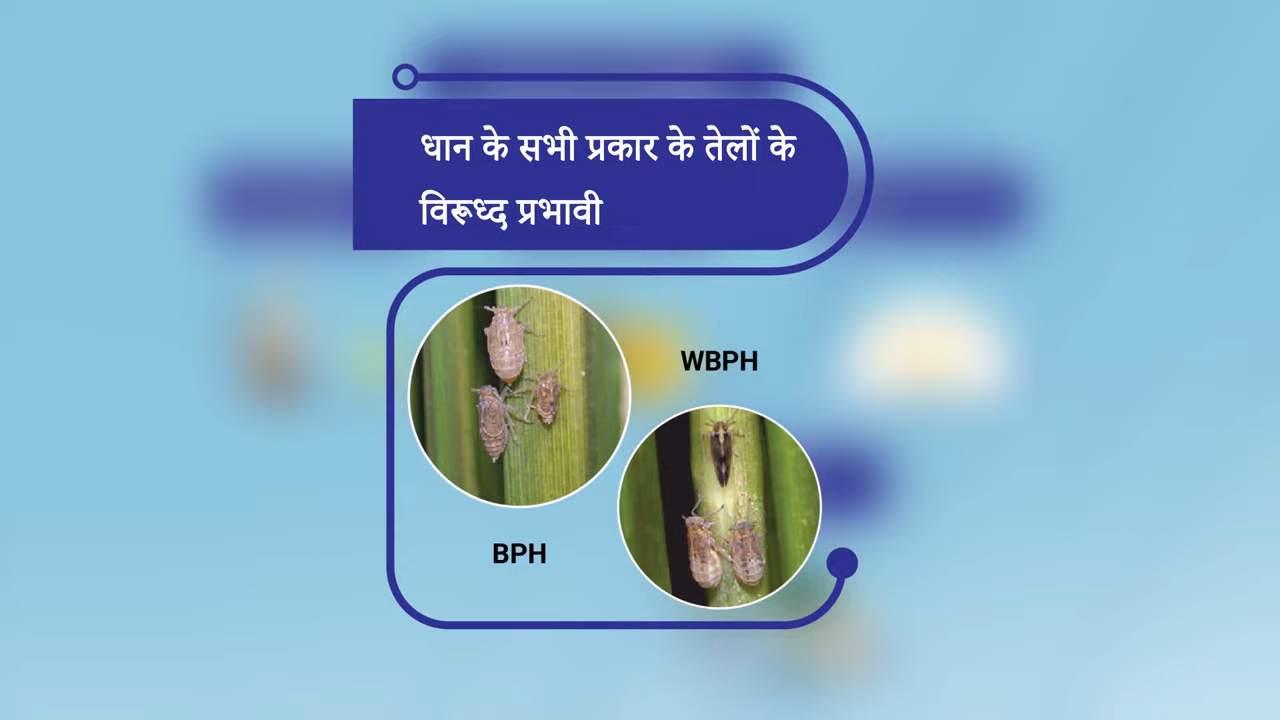 धान के सभी प्रकार के तेलों के
विरूध्द प्रभावी
WBPH
BPH